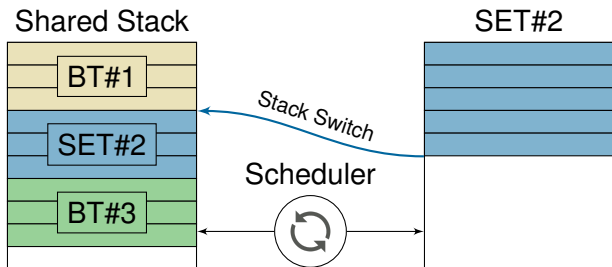 Shared Stack
SET#2
BT#1
Stack Switch
SET#2
Scheduler
BT#3